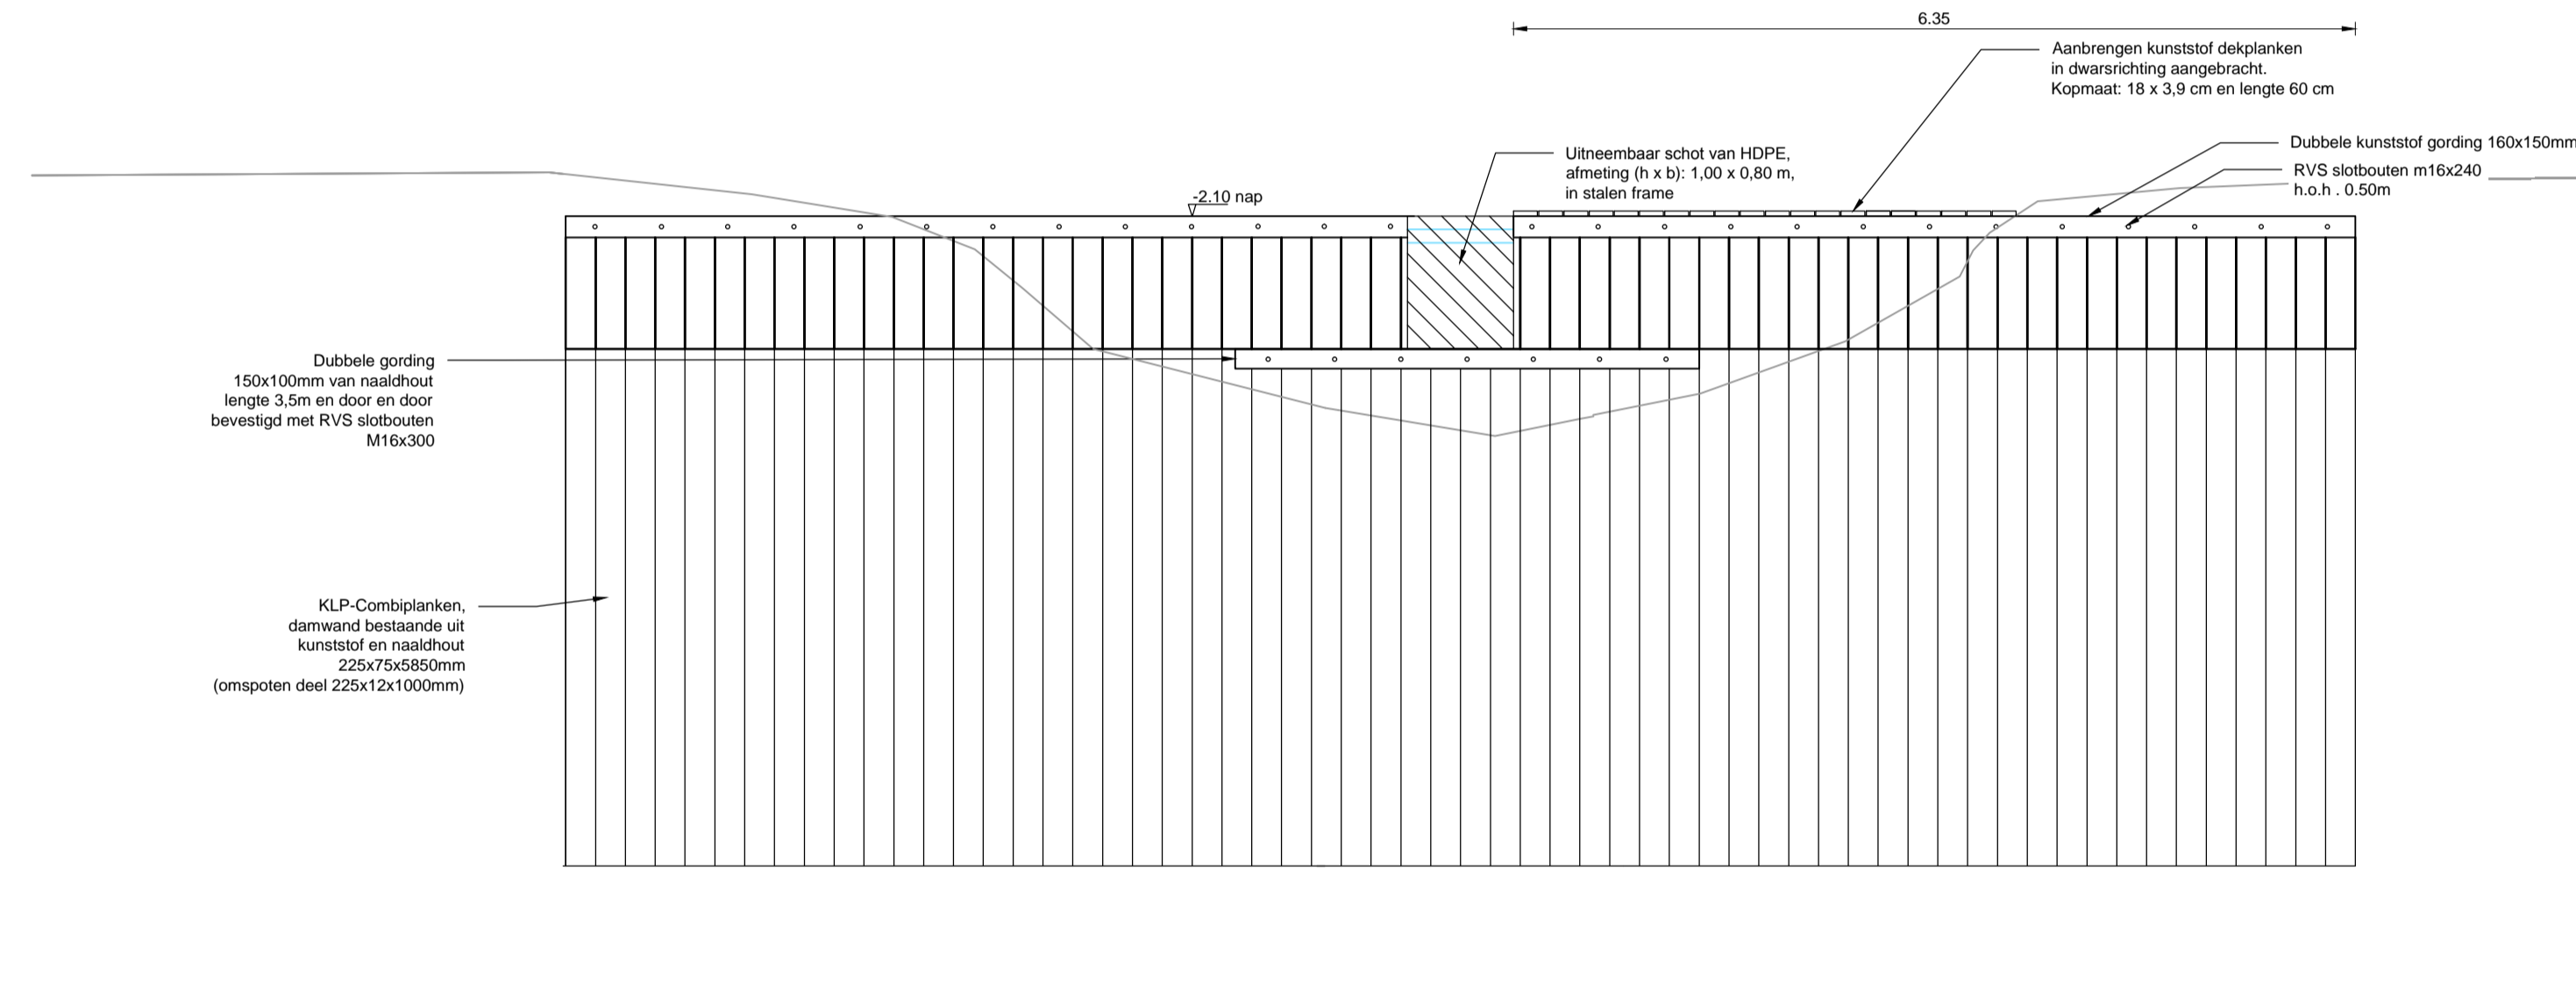 6.35
Aanbrengen kunststof dekplanken
in dwarsrichting aangebracht.
Kopmaat: 18 x 3,9 cm en lengte 60 cm
Dubbele kunststof gording 160x150mm
RVS slotbouten m16x240
h.o.h . 0.50m
Uitneembaar schot van HDPE,
afmeting (h x b): 1,00 x 0,80 m,
in stalen frame
-2.10 nap
Dubbele gording
150x100mm van naaldhout
lengte 3,5m en door en door
bevestigd met RVS slotbouten
M16x300
KLP-Combiplanken,
damwand bestaande uit
kunststof en naaldhout
225x75x5850mm
(omspoten deel 225x12x1000mm)